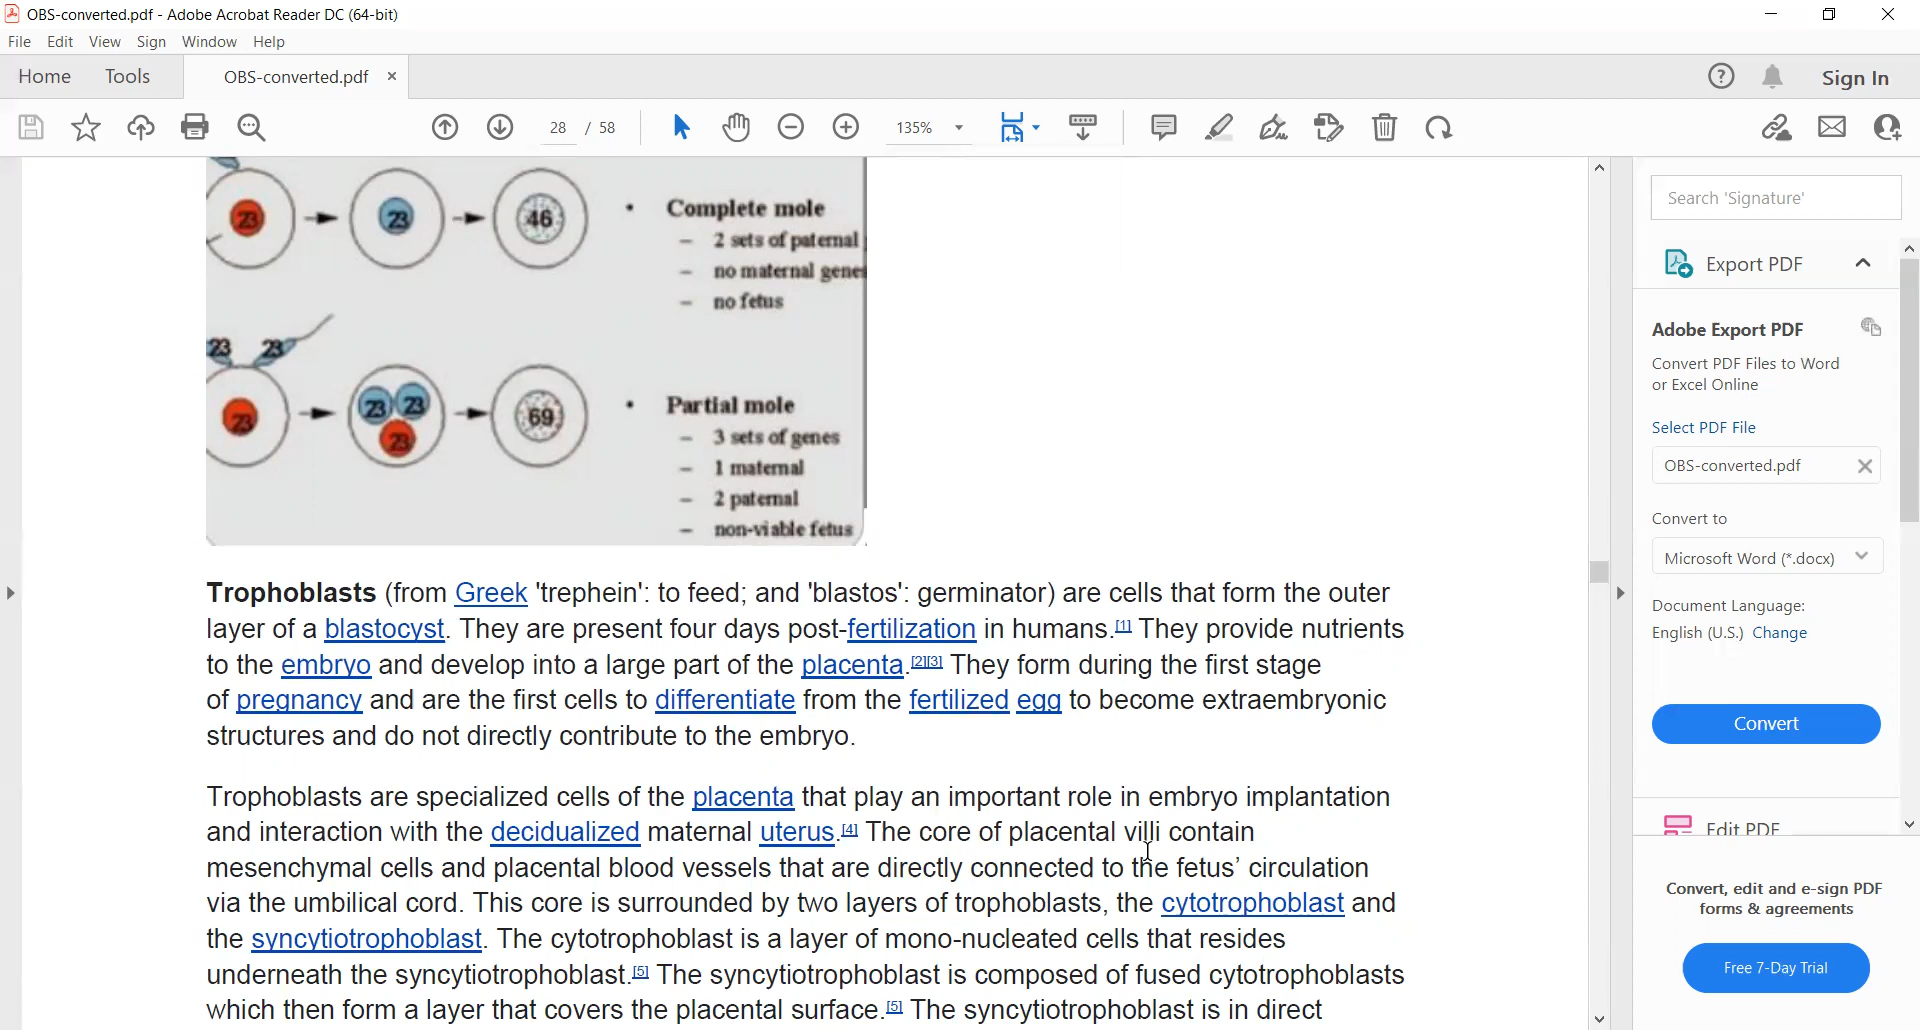 OBS-converted.pdf - Adobe Acrobat Reader DC (64-bit)
File Edit View Sign Window Help
Home Tools OBS-converted.pdf × Sign In
28 / 58 135%
23 23 46
• Complete mole
– 2 sets of paternal
– no maternal genes
– no fetus
23 23
23 23 23 23 69
• Partial mole
– 3 sets of genes
– 1 maternal
– 2 paternal
– non-viable fetus
Trophoblasts (from Greek 'trephein': to feed; and 'blastos': germinator) are cells that form the outer
layer of a blastocyst. They are present four days post-fertilization in humans.[1] They provide nutrients
to the embryo and develop into a large part of the placenta.[2][3] They form during the first stage
of pregnancy and are the first cells to differentiate from the fertilized egg to become extraembryonic
structures and do not directly contribute to the embryo.
Trophoblasts are specialized cells of the placenta that play an important role in embryo implantation
and interaction with the decidualized maternal uterus.[4] The core of placental villi contain
mesenchymal cells and placental blood vessels that are directly connected to the fetus’ circulation
via the umbilical cord. This core is surrounded by two layers of trophoblasts, the cytotrophoblast and
the syncytiotrophoblast. The cytotrophoblast is a layer of mono-nucleated cells that resides
underneath the syncytiotrophoblast.[5] The syncytiotrophoblast is composed of fused cytotrophoblasts
which then form a layer that covers the placental surface.[5] The syncytiotrophoblast is in direct
Search 'Signature'
Export PDF
Adobe Export PDF
Convert PDF Files to Word
or Excel Online
Select PDF File
OBS-converted.pdf
Convert to
Microsoft Word (*.docx)
Document Language:
English (U.S.) Change
Convert
Edit PDF
Convert, edit and e-sign PDF
forms & agreements
Free 7-Day Trial